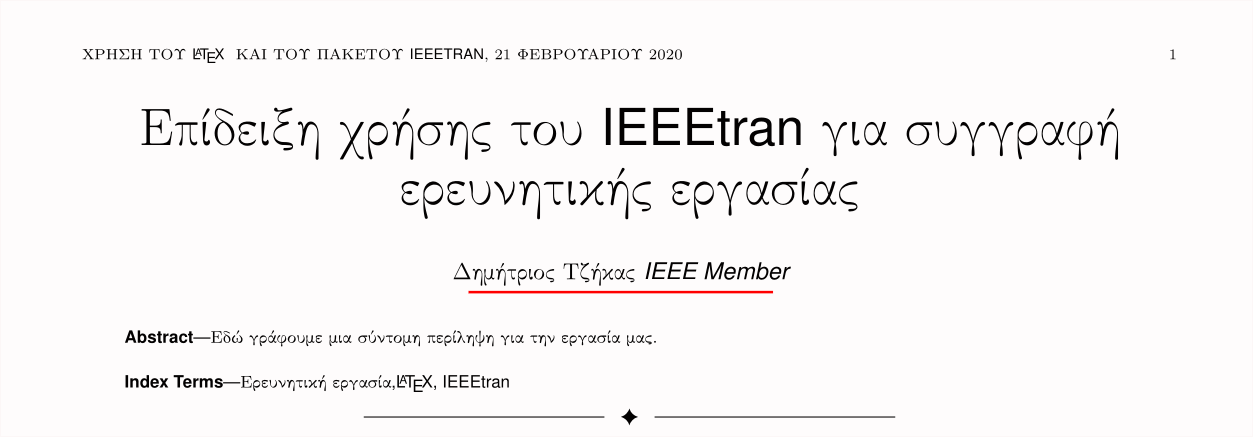 ΧΡΗΣΗ ΤΟΥ LATEX ΚΑΙ ΤΟΥ ΠΑΚΕΤΟΥ IEEETRAN, 21 ΦΕΒΡΟΥΑΡΙΟΥ 2020 1
Επίδειξη χρήσης του IEEEtran για συγγραφή
ερευνητικής εργασίας
Δημήτριος Τζήκας IEEE Member
Abstract—Εδώ γράφουμε μια σύντομη περίληψη για την εργασία μας.
Index Terms—Ερευνητική εργασία,LATEX, IEEEtran